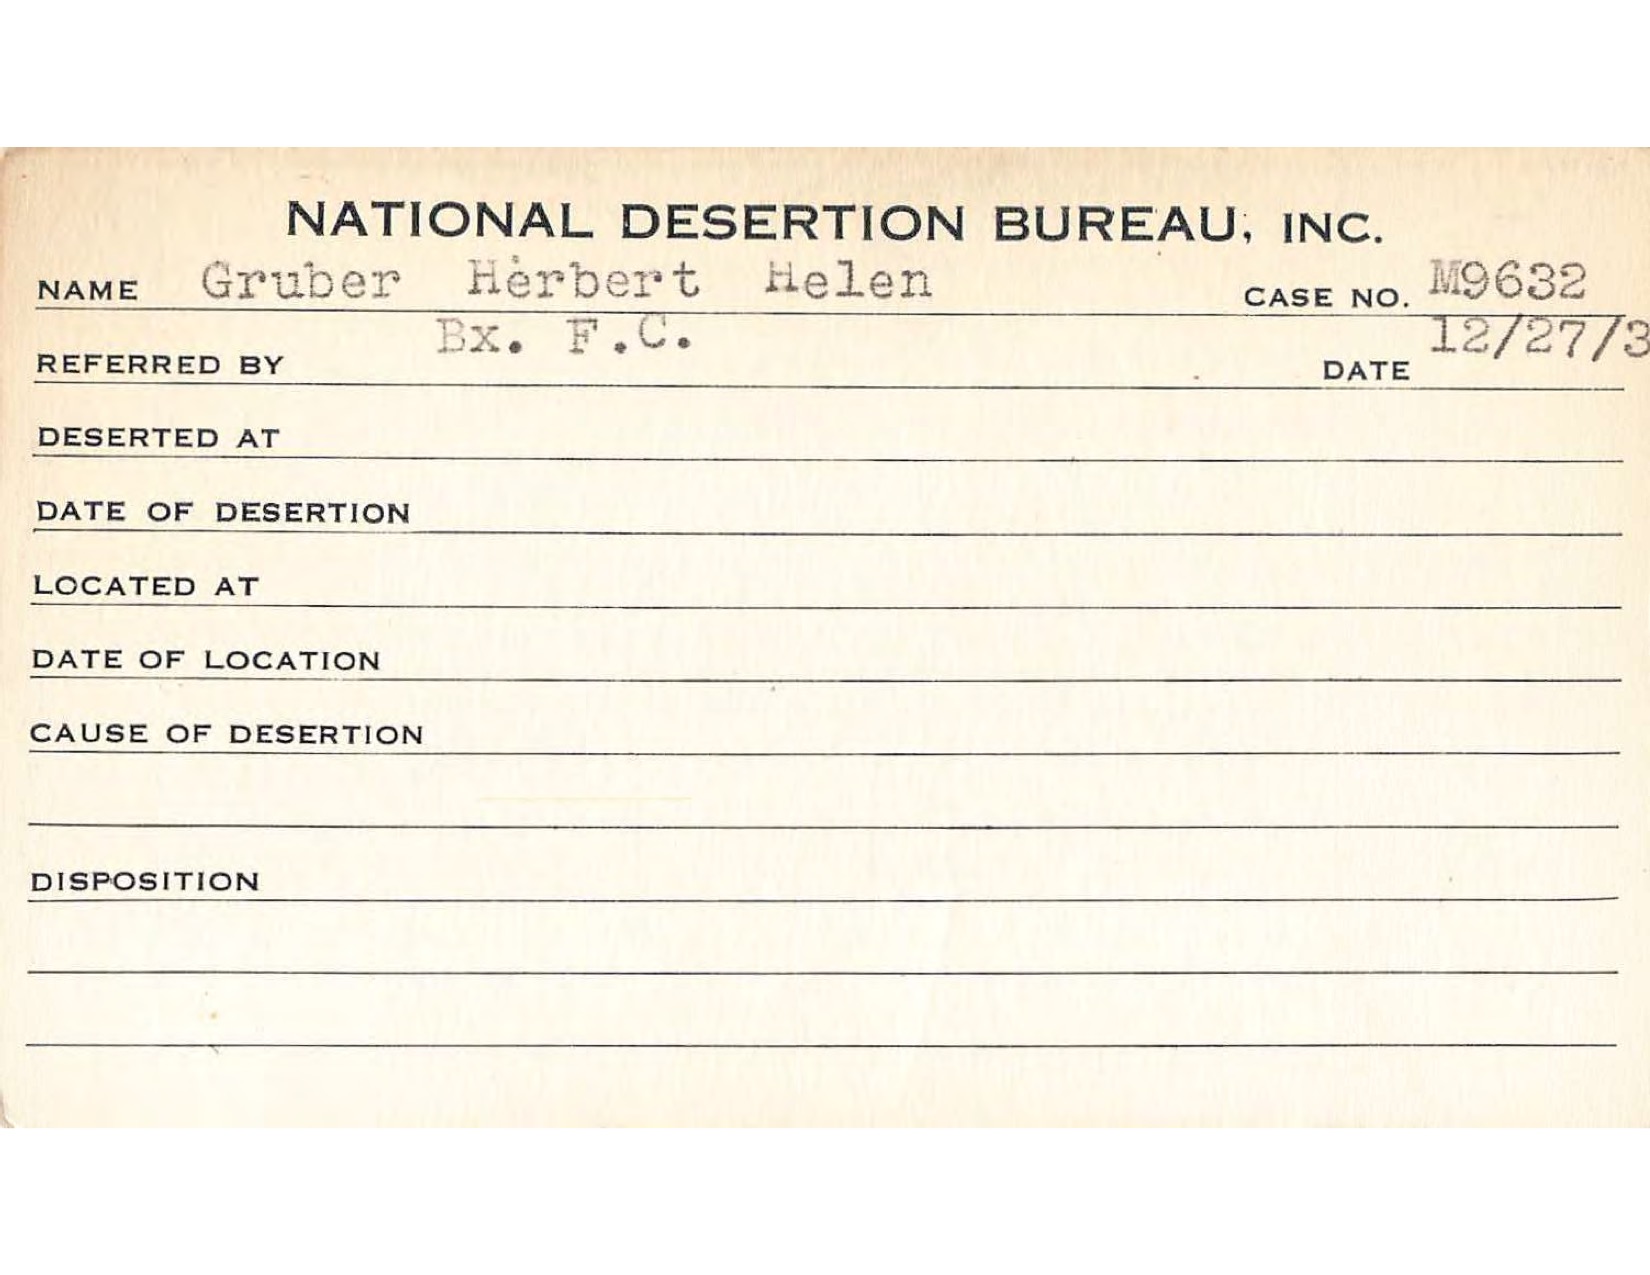 NATIONAL DESERTION BUREAU, INC.
NAME Gruber Herbert Helen CASE NO. M9632
REFERRED BY Bx. F.C. DATE 12/27/3
DESERTED AT
DATE OF DESERTION
LOCATED AT
DATE OF LOCATION
CAUSE OF DESERTION
DISPOSITION